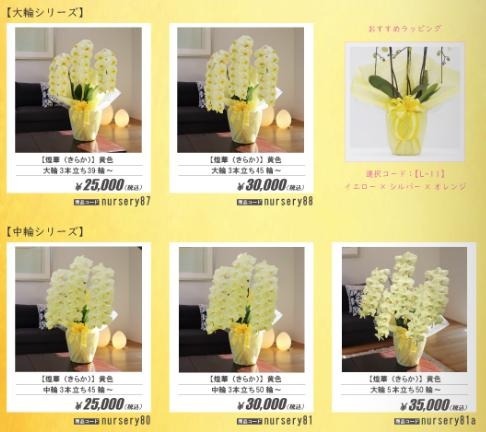 【大輪シリーズ】
おすすめラッピング
【煌華（きらか）】黄色
大輪3本立ち39輪～
¥25,000(税込)
商品コード nursery87
【煌華（きらか）】黄色
大輪3本立ち45輪～
¥30,000(税込)
商品コード nursery88
選択コード：【L-11】
イエロー × シルバー × オレンジ
【中輪シリーズ】
【煌華（きらか）】黄色
中輪3本立ち45輪～
¥25,000(税込)
商品コード nursery80
【煌華（きらか）】黄色
中輪3本立ち50輪～
¥30,000(税込)
商品コード nursery81
【煌華（きらか）】黄色
大輪5本立ち50輪～
¥35,000(税込)
商品コード nursery81a